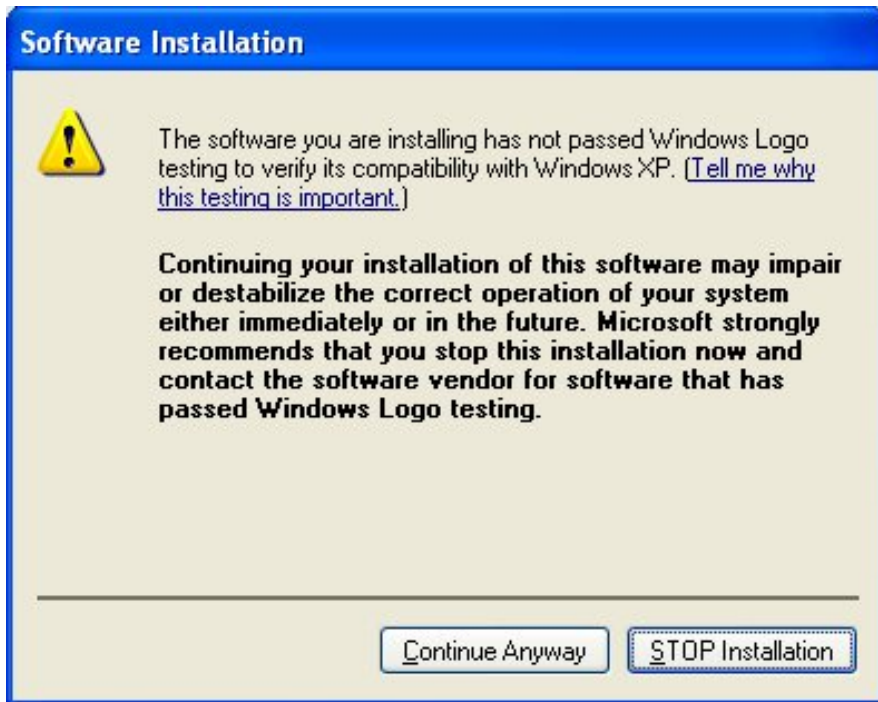 Software Installation
The software you are installing has not passed Windows Logo
testing to verify its compatibility with Windows XP. (Tell me why
this testing is important.)
Continuing your installation of this software may impair
or destabilize the correct operation of your system
either immediately or in the future. Microsoft strongly
recommends that you stop this installation now and
contact the software vendor for software that has
passed Windows Logo testing.
Continue Anyway
STOP Installation